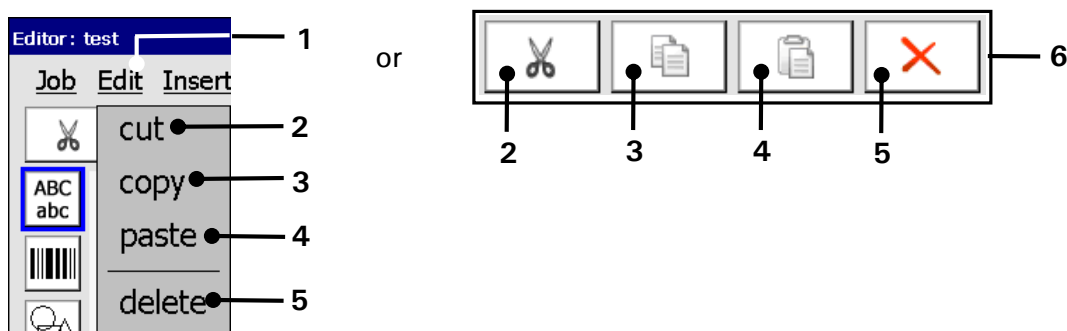 Editor: test
1
Job Edit Insert
cut 2
ABC
abc
copy 3
paste 4
delete 5
or
6
2 3 4 5